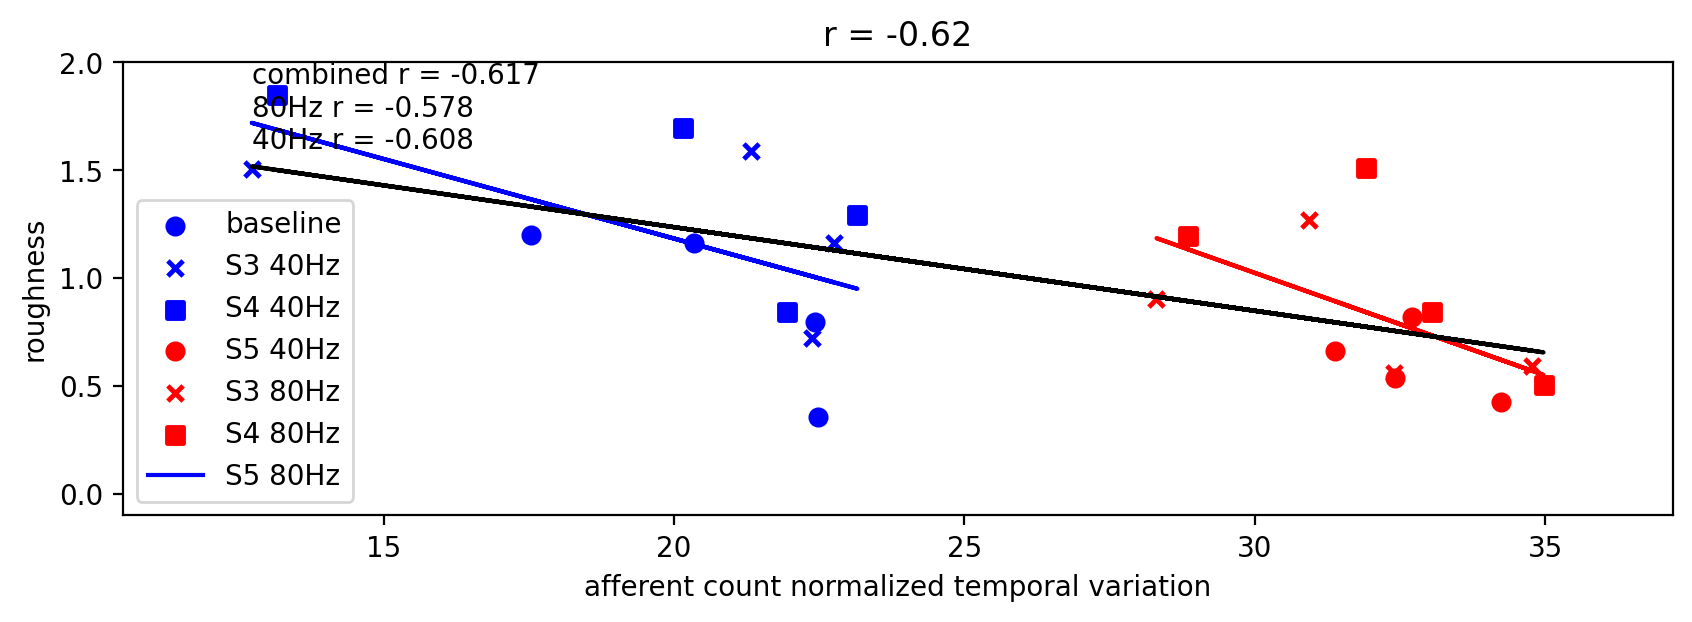 r = -0.62
combined r = -0.617
80Hz r = -0.578
40Hz r = -0.608
2.0
1.5
1.0
0.5
0.0
roughness
baseline
S3 40Hz
S4 40Hz
S5 40Hz
S3 80Hz
S4 80Hz
S5 80Hz
15
20
25
30
35
afferent count normalized temporal variation